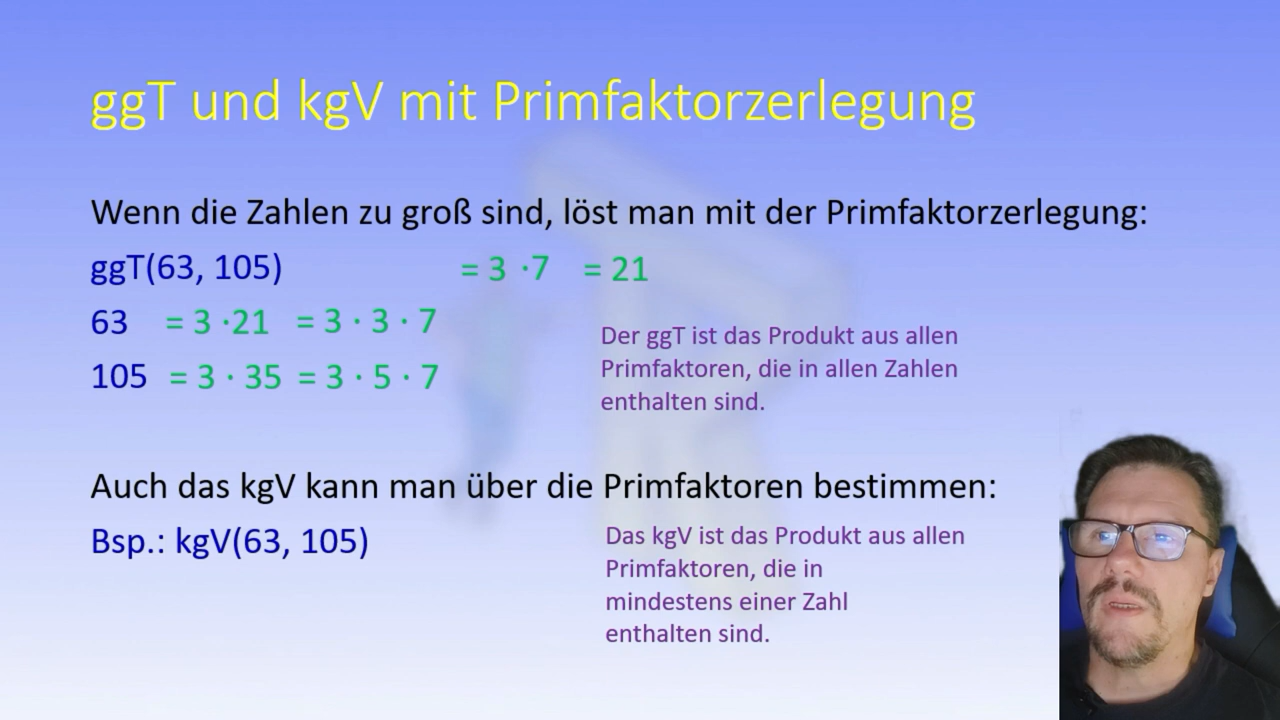 ggT und kgV mit Primfaktorzerlegung
Wenn die Zahlen zu groß sind, löst man mit der Primfaktorzerlegung:
ggT(63, 105) = 3 ·7 = 21
63 = 3 ·21 = 3 · 3 · 7
105 = 3 · 35 = 3 · 5 · 7
Der ggT ist das Produkt aus allen
Primfaktoren, die in allen Zahlen
enthalten sind.
Auch das kgV kann man über die Primfaktoren bestimmen:
Bsp.: kgV(63, 105)
Das kgV ist das Produkt aus allen
Primfaktoren, die in
mindestens einer Zahl
enthalten sind.